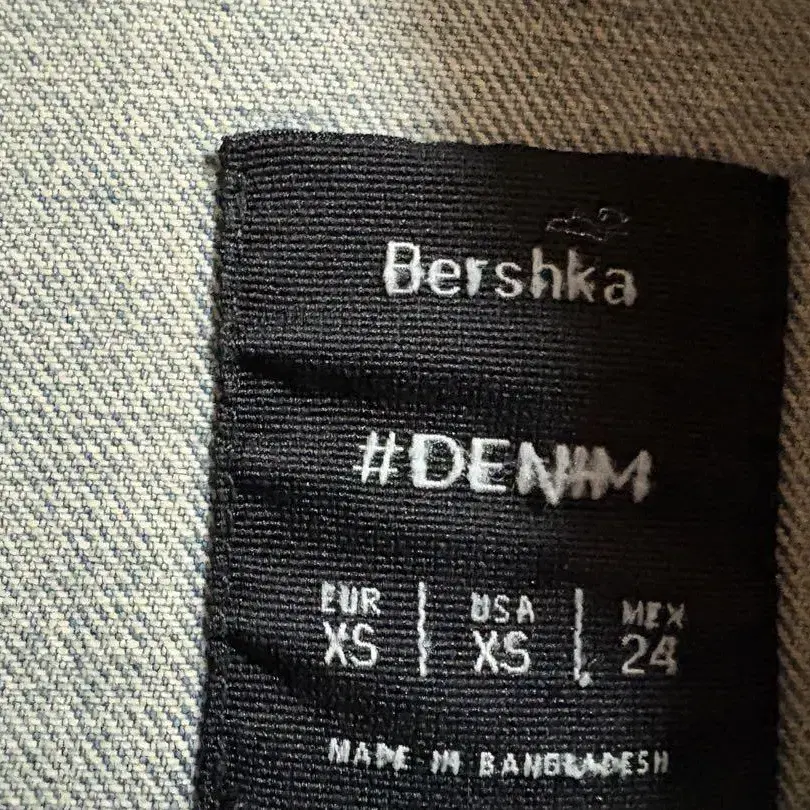 Bershka
#DENIM
EUR | USA | MEX
XS | XS | 24
MADE IN BANGLADESH